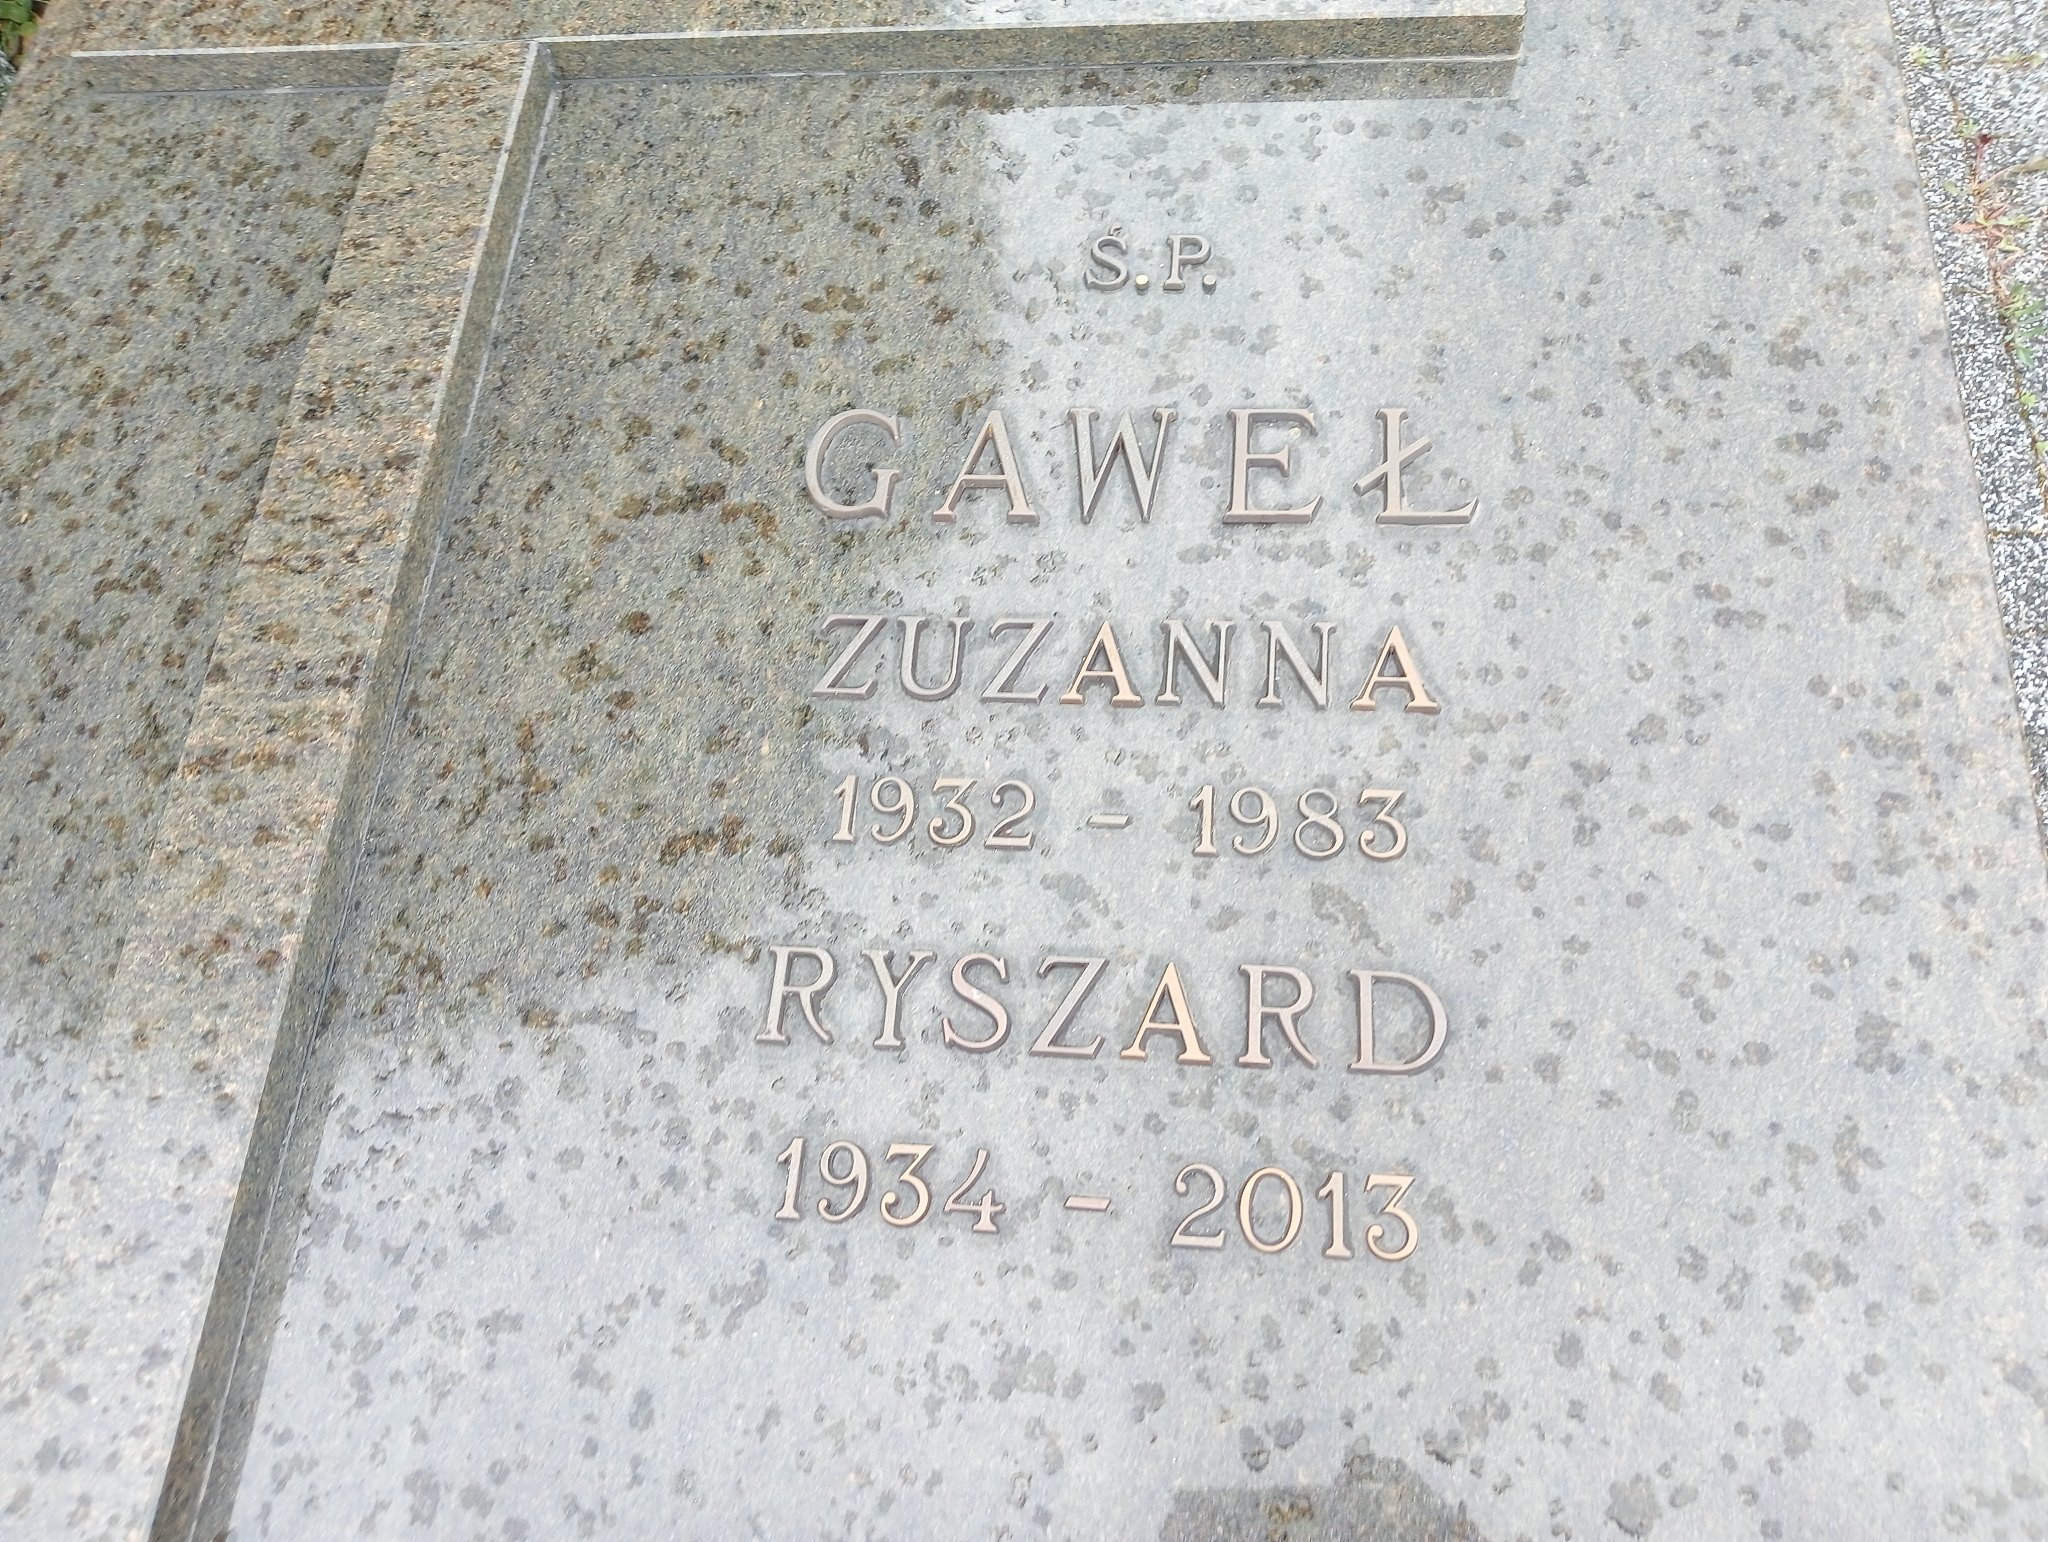 Ś.P.
GAWEŁ
ZUZANNA
1932 - 1983
RYSZARD
1934 - 2013